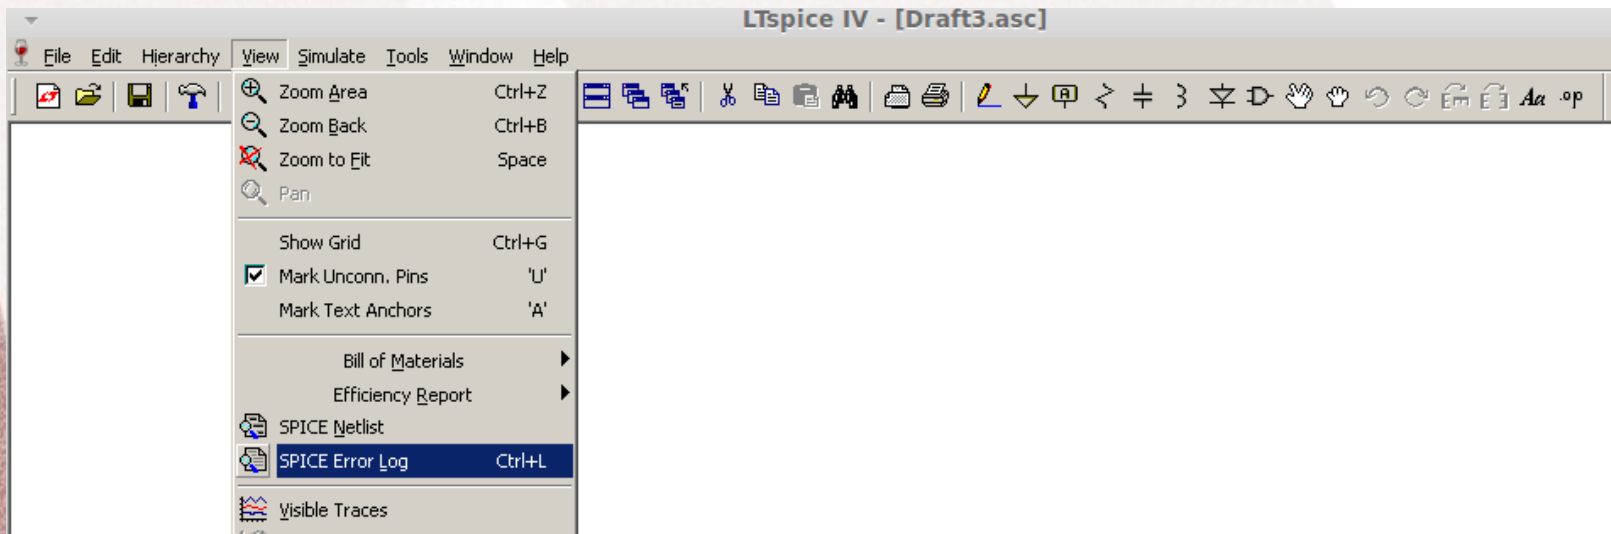 LTspice IV - [Draft3.asc]
File Edit Hierarchy View Simulate Tools Window Help
Zoom Area Ctrl+Z
Zoom Back Ctrl+B
Zoom to Fit Space
Pan
Show Grid Ctrl+G
Mark Unconn. Pins 'U'
Mark Text Anchors 'A'
Bill of Materials
Efficiency Report
SPICE Netlist
SPICE Error Log Ctrl+L
Visible Traces
Aa .op